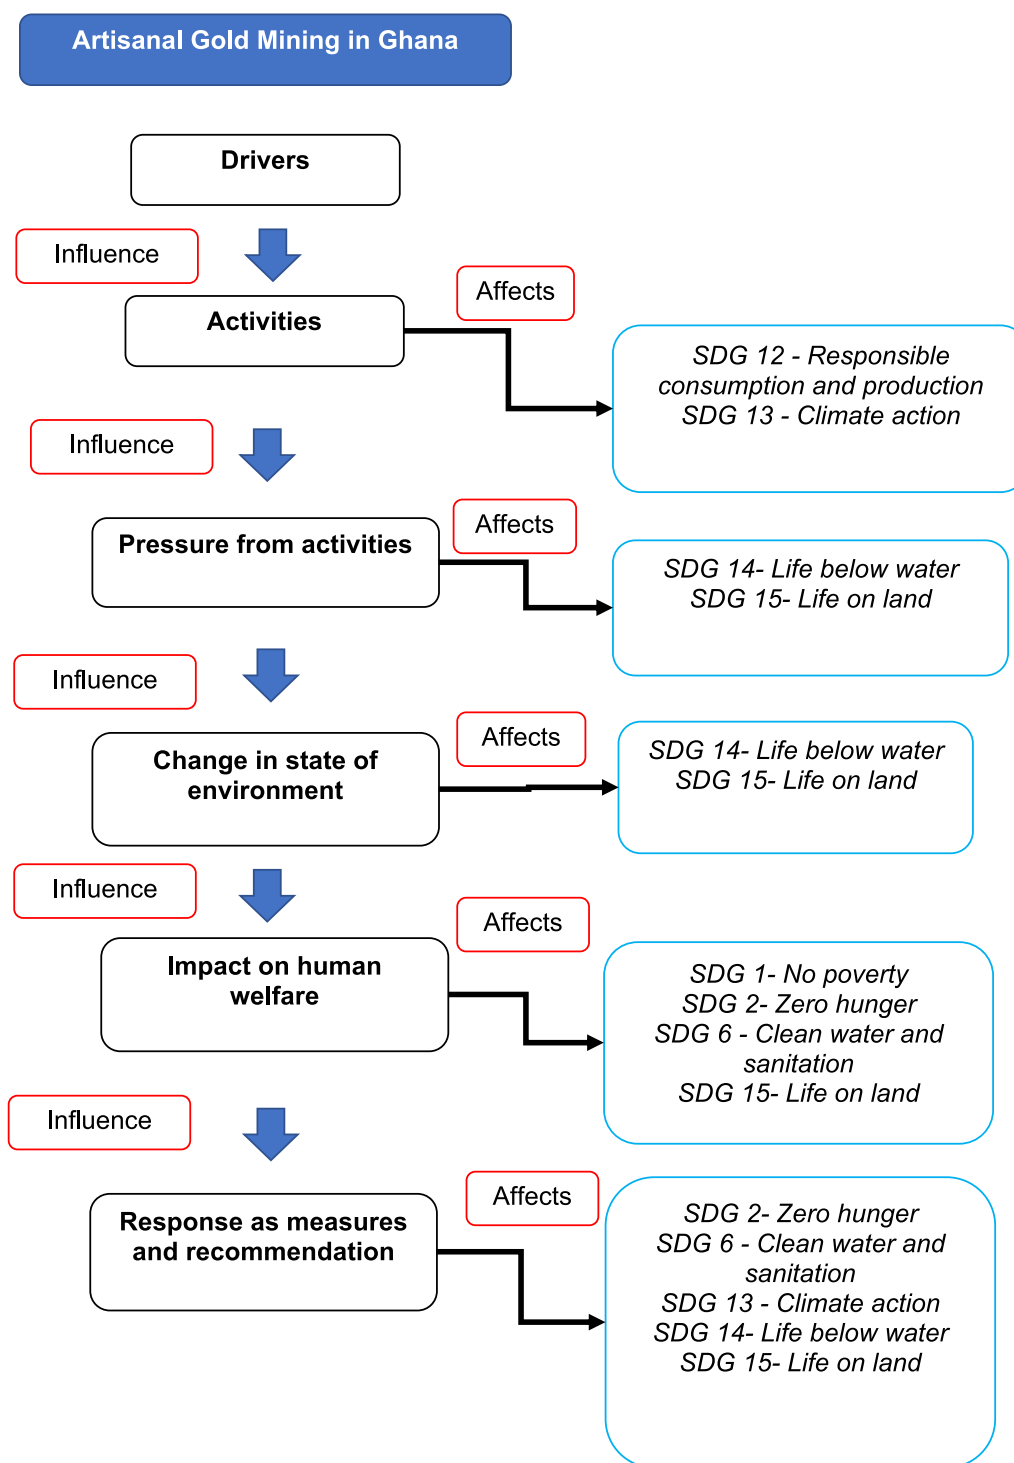 Artisanal Gold Mining in Ghana
Drivers
Influence
Activities
Affects
SDG 12 - Responsible
consumption and production
SDG 13 - Climate action
Influence
Pressure from activities
Affects
SDG 14- Life below water
SDG 15- Life on land
Influence
Change in state of
environment
Affects
SDG 14- Life below water
SDG 15- Life on land
Influence
Impact on human
welfare
Affects
SDG 1- No poverty
SDG 2- Zero hunger
SDG 6 - Clean water and
sanitation
SDG 15- Life on land
Influence
Response as measures
and recommendation
Affects
SDG 2- Zero hunger
SDG 6 - Clean water and
sanitation
SDG 13 - Climate action
SDG 14- Life below water
SDG 15- Life on land